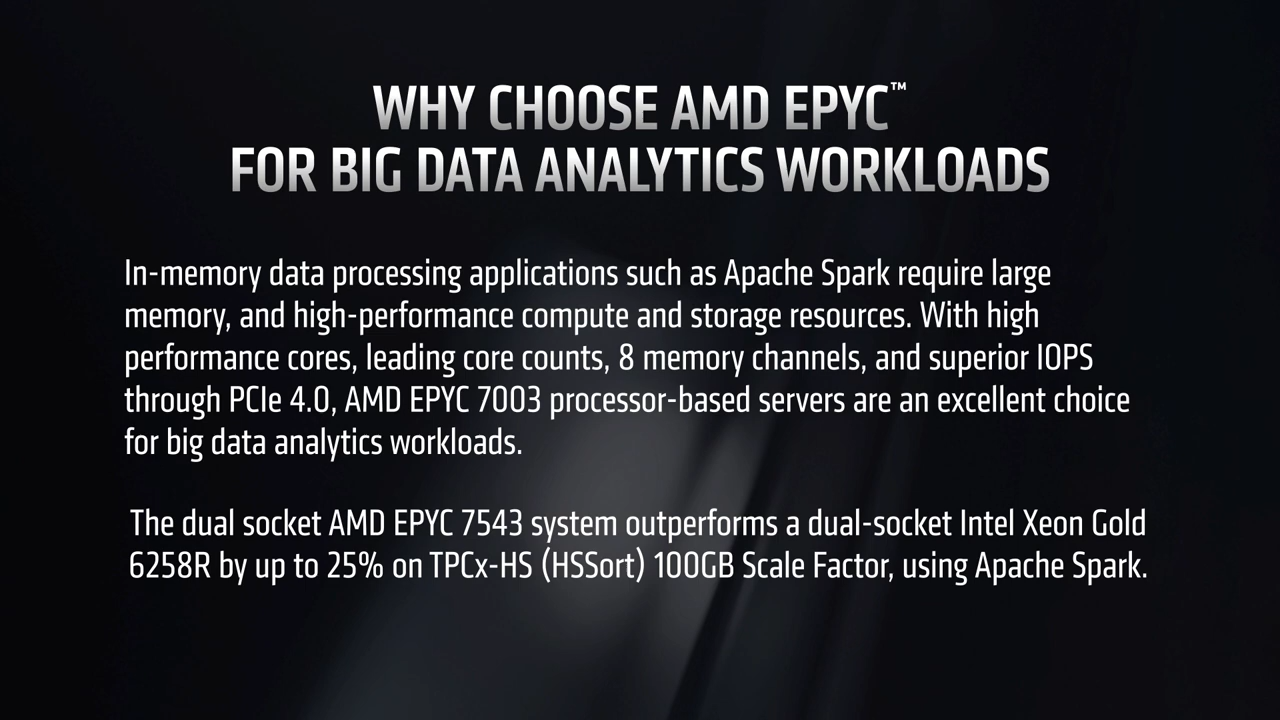 WHY CHOOSE AMD EPYC™
FOR BIG DATA ANALYTICS WORKLOADS
In-memory data processing applications such as Apache Spark require large
memory, and high-performance compute and storage resources. With high
performance cores, leading core counts, 8 memory channels, and superior IOPS
through PCIe 4.0, AMD EPYC 7003 processor-based servers are an excellent choice
for big data analytics workloads.
The dual socket AMD EPYC 7543 system outperforms a dual-socket Intel Xeon Gold
6258R by up to 25% on TPCx-HS (HSSort) 100GB Scale Factor, using Apache Spark.